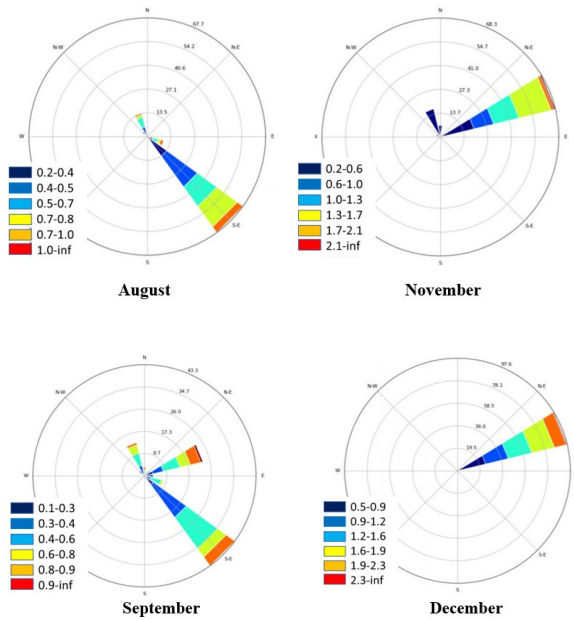 N
67.7
54.2
40.6
27.1
13.5
N-W
N-E
W
E
S-E
S
0.2-0.4
0.4-0.5
0.5-0.7
0.7-0.8
0.7-1.0
1.0-inf
August
N
68.3
54.7
41.0
27.3
13.7
N-W
N-E
E
S-E
S
0.2-0.6
0.6-1.0
1.0-1.3
1.3-1.7
1.7-2.1
2.1-inf
November
N
43.3
34.7
26.0
17.3
8.7
N-W
N-E
W
E
S-E
S
0.1-0.3
0.3-0.4
0.4-0.6
0.6-0.8
0.8-0.9
0.9-inf
September
N
97.6
78.1
58.5
39.0
19.5
N-W
N-E
W
E
S-E
S
0.5-0.9
0.9-1.2
1.2-1.6
1.6-1.9
1.9-2.3
2.3-inf
December